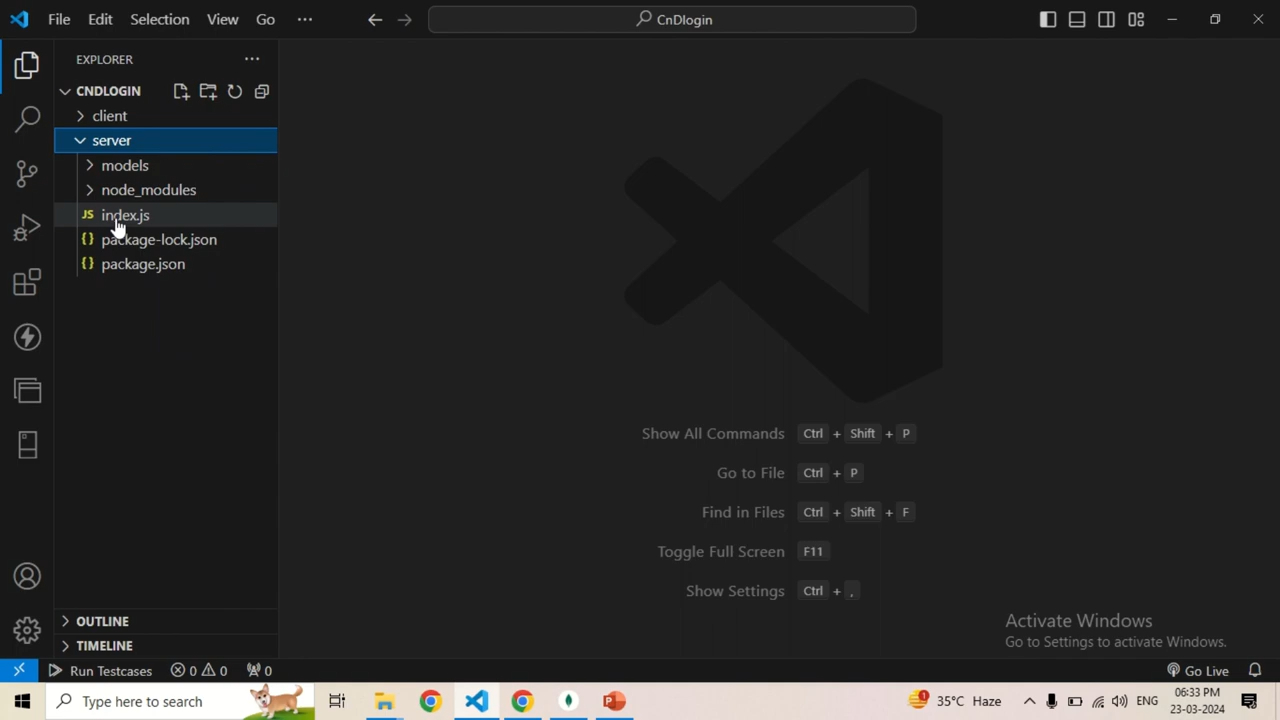 File Edit Selection View Go ···
CnDlogin
EXPLORER ···
CNDLOGIN
client
server
models
node_modules
JS index.js
{} package-lock.json
{} package.json
Show All Commands Ctrl + Shift + P
Go to File Ctrl + P
Find in Files Ctrl + Shift + F
Toggle Full Screen F11
Show Settings Ctrl + ,
Activate Windows
Go to Settings to activate Windows.
OUTLINE
TIMELINE
Run Testcases 0 0 0 Go Live
Type here to search 1 35°C Haze ENG 06:33 PM
23-03-2024